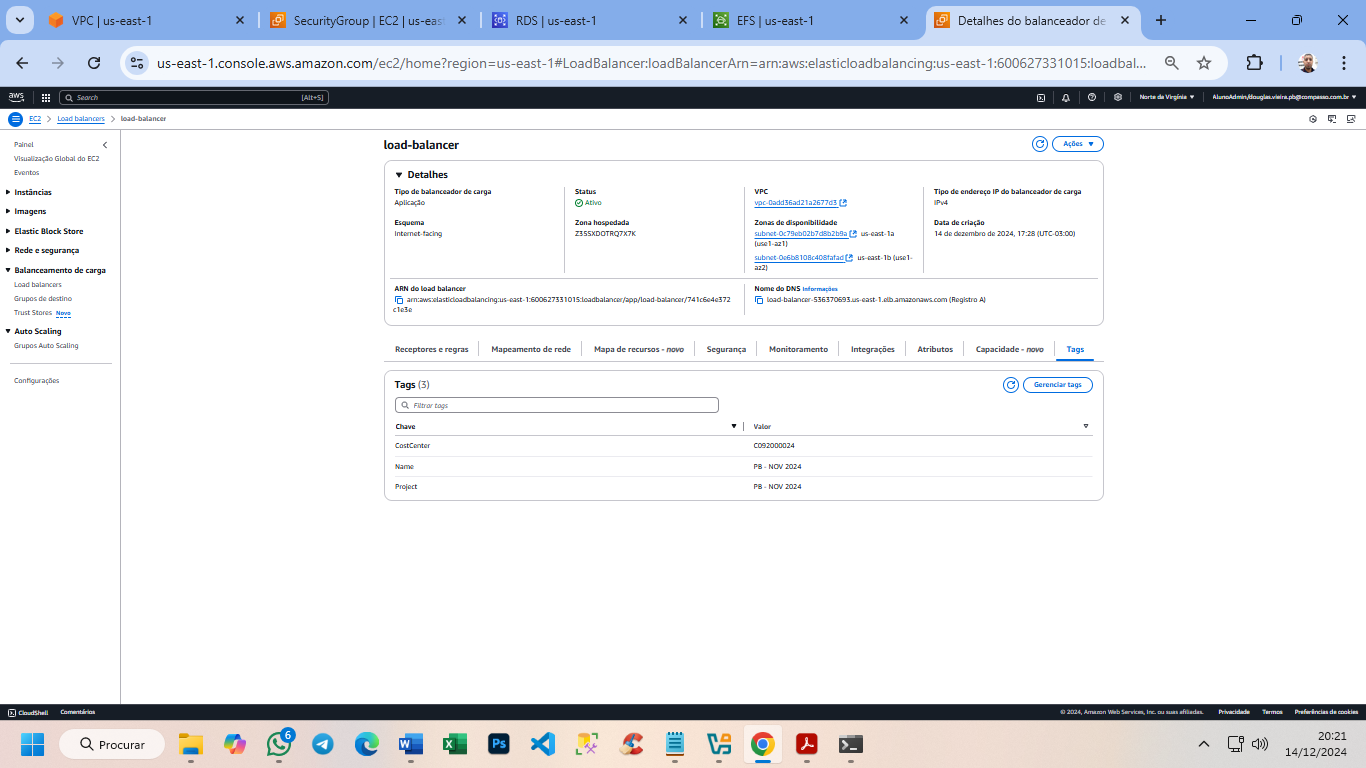 VPC | us-east-1
SecurityGroup | EC2 | us-eas
RDS | us-east-1
EFS | us-east-1
Detalhes do balanceador de
us-east-1.console.aws.amazon.com/ec2/home?region=us-east-1#LoadBalancer:loadBalancerArn=arn:aws:elasticloadbalancing:us-east-1:600627331015:loadbal...
aws
Search
[Alt+S]
Norte da Virgínia
AlunoAdmin/douglas.vieira.pb@compasso.com.br
EC2
Load balancers
load-balancer
Painel
Visualização Global do EC2
Eventos
Instâncias
Imagens
Elastic Block Store
Rede e segurança
Balanceamento de carga
Load balancers
Grupos de destino
Trust Stores Novo
Auto Scaling
Grupos Auto Scaling
Configurações
load-balancer
Ações
Detalhes
Tipo de balanceador de carga
Aplicação
Status
Ativo
VPC
vpc-0add36ad21a2677d3
Tipo de endereço IP do balanceador de carga
IPv4
Esquema
Internet-facing
Zona hospedada
Z35SXDOTRQ7X7K
Zonas de disponibilidade
subnet-0c79eb02b7d8b2b9a us-east-1a
(use1-az1)
subnet-0e6b8108c408fafad us-east-1b (use1-
az2)
Data de criação
14 de dezembro de 2024, 17:28 (UTC-03:00)
ARN do load balancer
arn:aws:elasticloadbalancing:us-east-1:600627331015:loadbalancer/app/load-balancer/741c6e4e372
c1e3e
Nome do DNS Informações
load-balancer-536370693.us-east-1.elb.amazonaws.com (Registro A)
Receptores e regras
Mapeamento de rede
Mapa de recursos - novo
Segurança
Monitoramento
Integrações
Atributos
Capacidade - novo
Tags
Tags (3)
Gerenciar tags
Filtrar tags
Chave
Valor
CostCenter
C092000024
Name
PB - NOV 2024
Project
PB - NOV 2024
CloudShell
Comentários
© 2024, Amazon Web Services, Inc. ou suas afiliadas.
Privacidade
Termos
Preferências de cookies
Procurar
6
20:21
14/12/2024